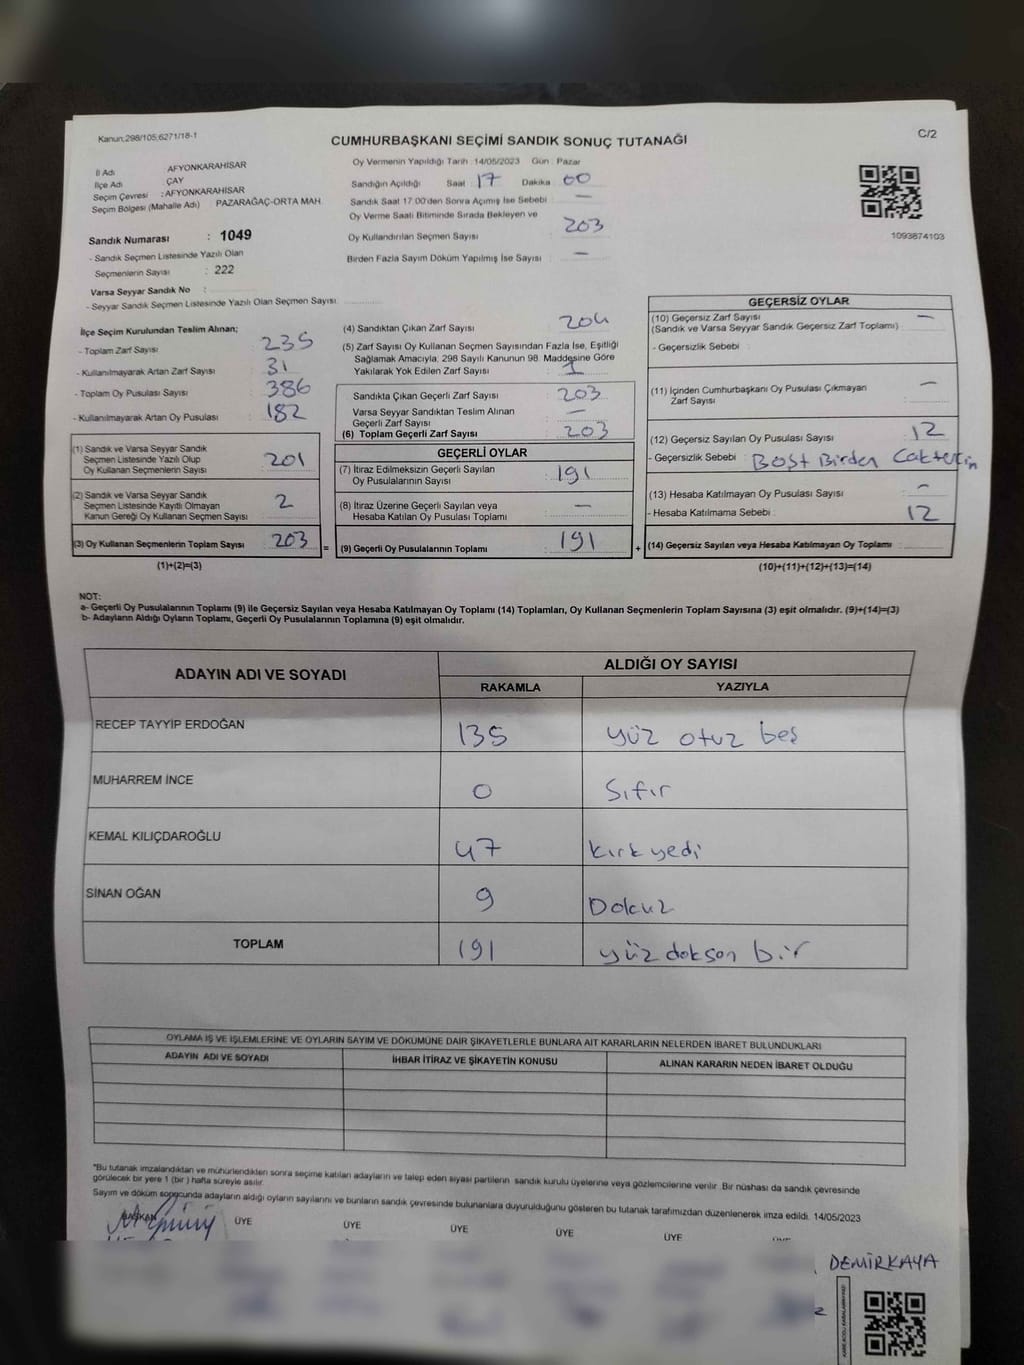 Kanun;298/105;6271/18-1
C/2
CUMHURBAŞKANI SEÇİMİ SANDIK SONUÇ TUTANAĞI
İl Adı AFYONKARAHİSAR
İlçe Adı ÇAY
Seçim Çevresi : AFYONKARAHİSAR
Seçim Bölgesi (Mahalle Adı) PAZARAĞAÇ-ORTA MAH.
Oy Vermenin Yapıldığı Tarih : 14/05/2023 Gün : Pazar
Sandığın Açıldığı Saat 17 Dakika 00
Sandık Saat 17.00'den Sonra Açımış İse Sebebi : —
Oy Verme Saati Bitiminde Sırada Bekleyen ve
Oy Kullandırılan Seçmen Sayısı : 203
Birden Fazla Sayım Döküm Yapılmış İse Sayısı : —
1093874103
Sandık Numarası : 1049
- Sandık Seçmen Listesinde Yazılı Olan
Seçmenlerin Sayısı : 222
Varsa Seyyar Sandık No :
- Seyyar Sandık Seçmen Listesinde Yazılı Olan Seçmen Sayısı :
İlçe Seçim Kurulundan Teslim Alınan;
- Toplam Zarf Sayısı : 235
- Kullanılmayarak Artan Zarf Sayısı : 31
- Toplam Oy Pusulası Sayısı : 386
- Kullanılmayarak Artan Oy Pusulası : 182
(1) Sandık ve Varsa Seyyar Sandık
Seçmen Listesinde Yazılı Olup
Oy Kullanan Seçmenlerin Sayısı 201
(2) Sandık ve Varsa Seyyar Sandık
Seçmen Listesinde Kayıtlı Olmayan
Kanun Gereği Oy Kullanan Seçmen Sayısı 2
(3) Oy Kullanan Seçmenlerin Toplam Sayısı 203
(1)+(2)=(3)
(4) Sandıktan Çıkan Zarf Sayısı : 204
(5) Zarf Sayısı Oy Kullanan Seçmen Sayısından Fazla İse, Eşitliği
Sağlamak Amacıyla, 298 Sayılı Kanunun 98. Maddesine Göre
Yakılarak Yok Edilen Zarf Sayısı : 1
Sandıkta Çıkan Geçerli Zarf Sayısı : 203
Varsa Seyyar Sandıktan Teslim Alınan
Geçerli Zarf Sayısı : —
(6) Toplam Geçerli Zarf Sayısı : 203
GEÇERLİ OYLAR
(7) İtiraz Edilmeksizin Geçerli Sayılan
Oy Pusulalarının Sayısı : 191
(8) İtiraz Üzerine Geçerli Sayılan veya
Hesaba Katılan Oy Pusulası Toplamı : —
= (9) Geçerli Oy Pusulalarının Toplamı : 191 +
GEÇERSİZ OYLAR
(10) Geçersiz Zarf Sayısı : —
(Sandık ve Varsa Seyyar Sandık Geçersiz Zarf Toplamı)
- Geçersizlik Sebebi :
(11) İçinden Cumhurbaşkanı Oy Pusulası Çıkmayan
Zarf Sayısı : —
(12) Geçersiz Sayılan Oy Pusulası Sayısı : 12
- Geçersizlik Sebebi : Boşt Birden
(13) Hesaba Katılmayan Oy Pusulası Sayısı : -
- Hesaba Katılmama Sebebi : 12
(14) Geçersiz Sayılan veya Hesaba Katılmayan Oy Toplamı :
(10)+(11)+(12)+(13)=(14)
NOT:
a- Geçerli Oy Pusulalarının Toplamı (9) ile Geçersiz Sayılan veya Hesaba Katılmayan Oy Toplamı (14) Toplamları, Oy Kullanan Seçmenlerin Toplam Sayısına (3) eşit olmalıdır. (9)+(14)=(3)
b- Adayların Aldığı Oyların Toplamı, Geçerli Oy Pusulalarının Toplamına (9) eşit olmalıdır.
ADAYIN ADI VE SOYADI
ALDIĞI OY SAYISI
RAKAMLA YAZIYLA
RECEP TAYYİP ERDOĞAN 135 yüz otuz beş
MUHARREM İNCE 0 Sıfır
KEMAL KILIÇDAROĞLU 47 kırk yedi
SİNAN OĞAN 9 Dokuz
TOPLAM 191 yüz dokson bir
OYLAMA İŞ VE İŞLEMLERİNE VE OYLARIN SAYIM VE DÖKÜMÜNE DAİR ŞİKAYETLERLE BUNLARA AİT KARARLARIN NELERDEN İBARET BULUNDUKLARI
ADAYIN ADI VE SOYADI İHBAR İTİRAZ VE ŞİKAYETİN KONUSU ALINAN KARARIN NEDEN İBARET OLDUĞU
*Bu tutanak imzalandıktan ve mühürlendikten sonra seçime katılan adayların ve talep eden siyasi partilerin sandık kurulu üyelerine veya gözlemcilerine verilir. Bir nüshası da sandık çevresinde
görülecek bir yere 1 (bir ) hafta süreyle asılır.
Sayım ve döküm sonucunda adayların aldığı oyların sayılarını ve bunların sandık çevresinde bulunanlara duyurulduğunu gösteren bu tutanak tarafımızdan düzenlenerek imza edildi. 14/05/2023
BAŞKAN ÜYE ÜYE ÜYE ÜYE ÜYE ÜYE
DEMİRKAYA